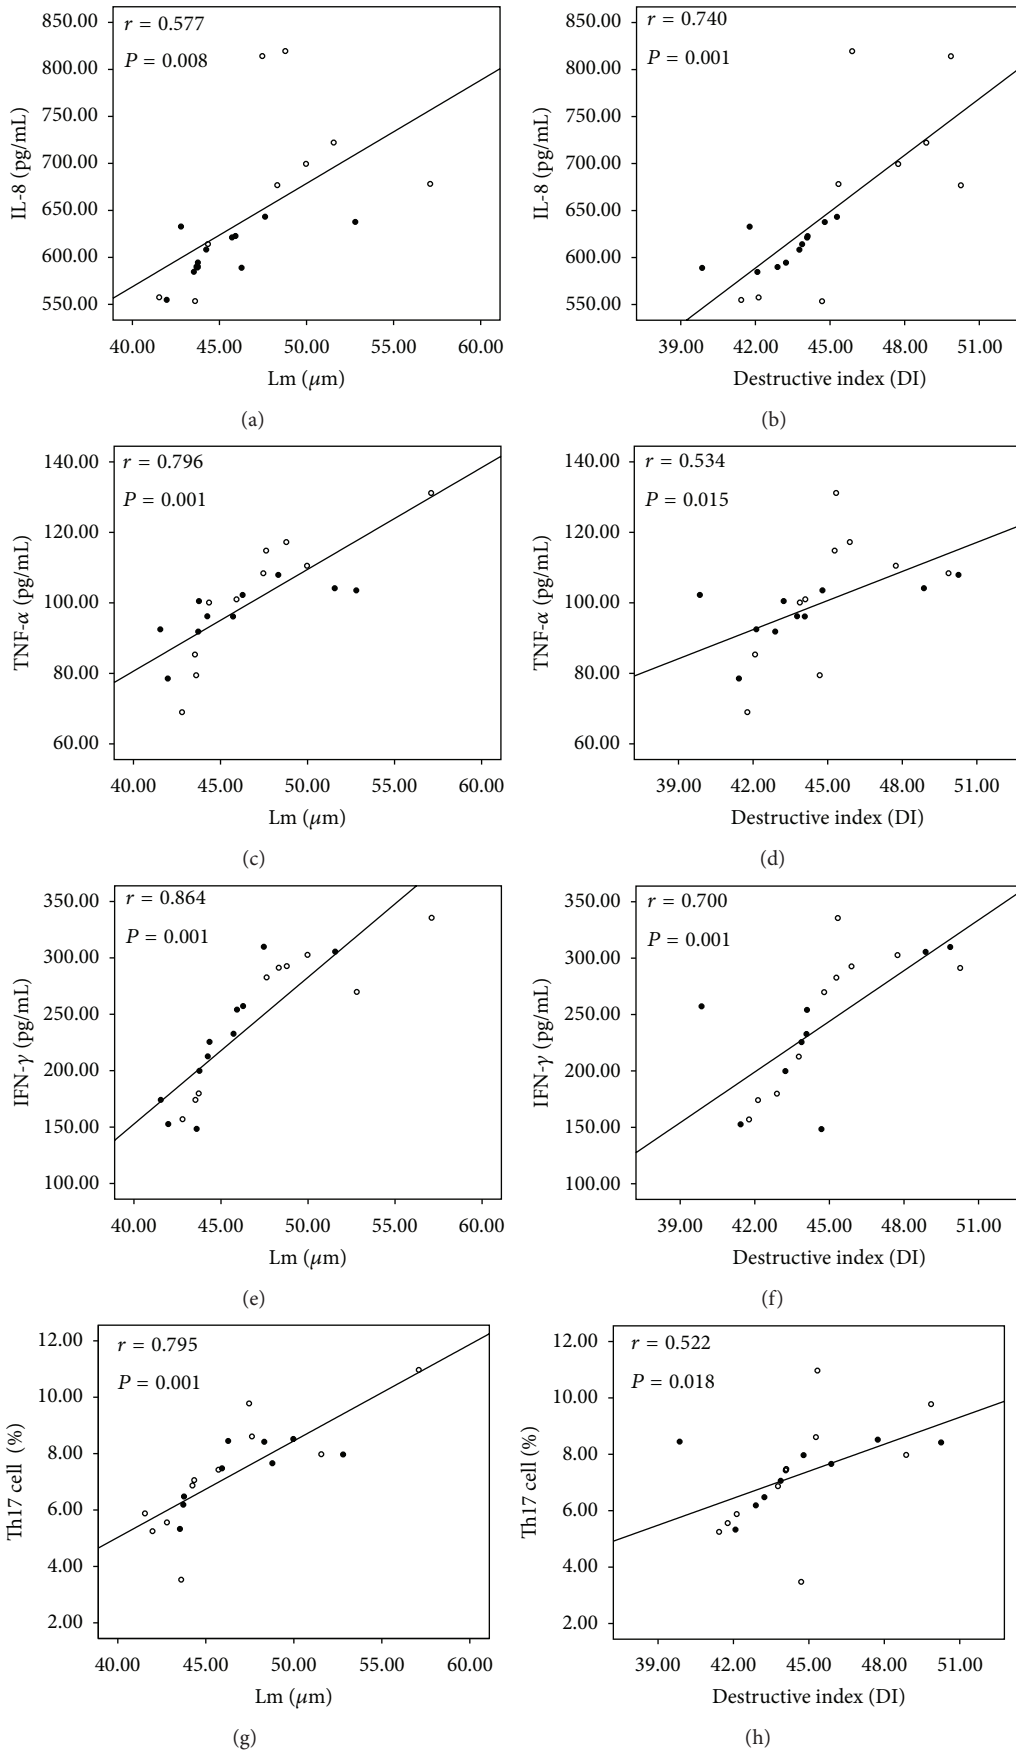 850.00
800.00
750.00
700.00
650.00
600.00
550.00
IL-8 (pg/mL)
r = 0.577
P = 0.008
40.00 45.00 50.00 55.00 60.00
Lm (μm)
(a)
850.00
800.00
750.00
700.00
650.00
600.00
550.00
IL-8 (pg/mL)
r = 0.740
P = 0.001
39.00 42.00 45.00 48.00 51.00
Destructive index (DI)
(b)
140.00
120.00
100.00
80.00
60.00
TNF-α (pg/mL)
r = 0.796
P = 0.001
40.00 45.00 50.00 55.00 60.00
Lm (μm)
(c)
140.00
120.00
100.00
80.00
60.00
TNF-α (pg/mL)
r = 0.534
P = 0.015
39.00 42.00 45.00 48.00 51.00
Destructive index (DI)
(d)
350.00
300.00
250.00
200.00
150.00
100.00
IFN-γ (pg/mL)
r = 0.864
P = 0.001
40.00 45.00 50.00 55.00 60.00
Lm (μm)
(e)
350.00
300.00
250.00
200.00
150.00
100.00
IFN-γ (pg/mL)
r = 0.700
P = 0.001
39.00 42.00 45.00 48.00 51.00
Destructive index (DI)
(f)
12.00
10.00
8.00
6.00
4.00
2.00
Th17 cell (%)
r = 0.795
P = 0.001
40.00 45.00 50.00 55.00 60.00
Lm (μm)
(g)
12.00
10.00
8.00
6.00
4.00
2.00
Th17 cell (%)
r = 0.522
P = 0.018
39.00 42.00 45.00 48.00 51.00
Destructive index (DI)
(h)